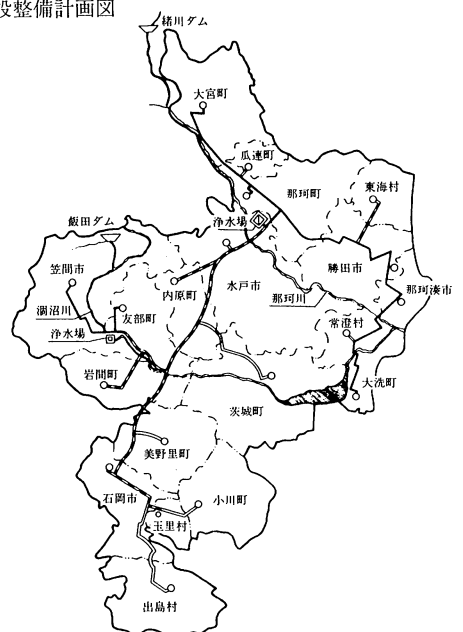 設整備計画図
緒川ダム
大宮町
瓜連町
那珂町
東海村
浄水場
飯田ダム
笠間市
内原町
水戸市
勝田市
那珂湊市
涸沼川
友部町
那珂川
常澄村
浄水場
岩間町
大洗町
茨城町
美野里町
石岡市
小川町
玉里村
出島村